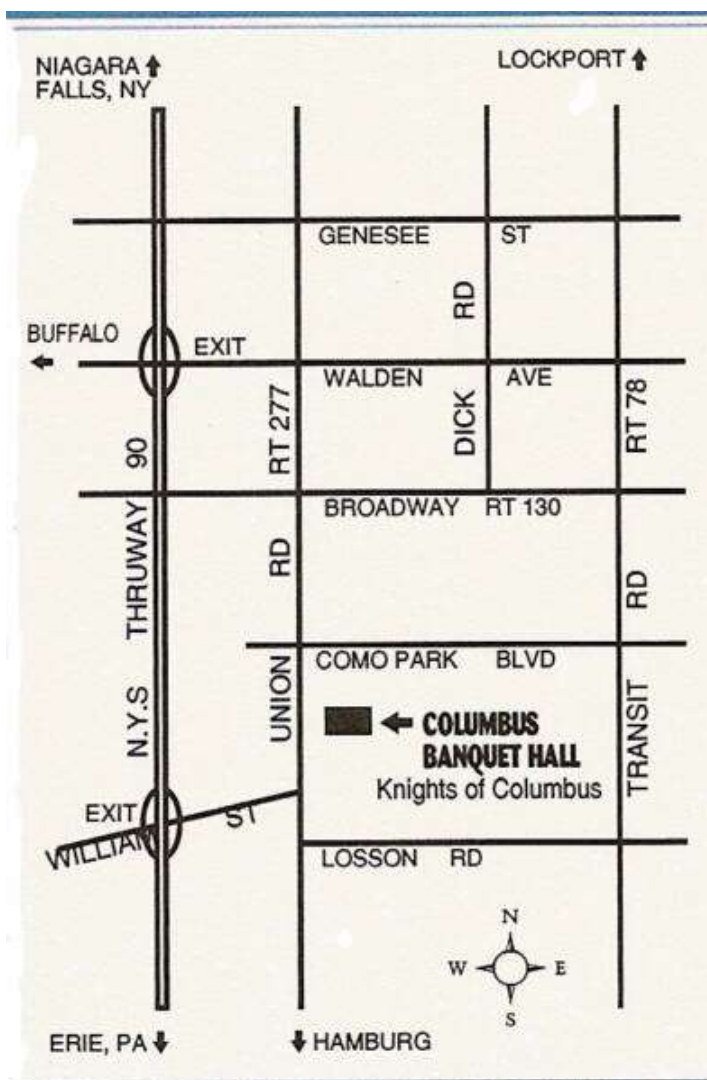 NIAGARA
FALLS, NY
LOCKPORT
GENESEE ST
BUFFALO
EXIT
WALDEN AVE
DICK RD
RT 277
RT 78
N.Y.S THRUWAY 90
BROADWAY RT 130
UNION RD
TRANSIT RD
COMO PARK BLVD
COLUMBUS
BANQUET HALL
Knights of Columbus
EXIT
WILLIAM ST
LOSSON RD
N
W E
S
ERIE, PA
HAMBURG